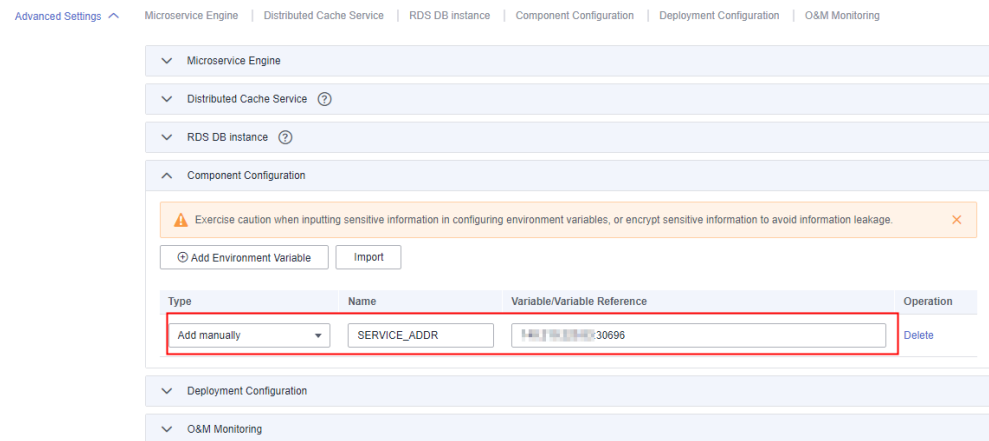 Advanced Settings Microservice Engine | Distributed Cache Service | RDS DB instance | Component Configuration | Deployment Configuration | O&M Monitoring
Microservice Engine
Distributed Cache Service
RDS DB instance
Component Configuration
Exercise caution when inputting sensitive information in configuring environment variables, or encrypt sensitive information to avoid information leakage.
Add Environment Variable Import
Type Name Variable/Variable Reference Operation
Add manually SERVICE_ADDR :30696 Delete
Deployment Configuration
O&M Monitoring